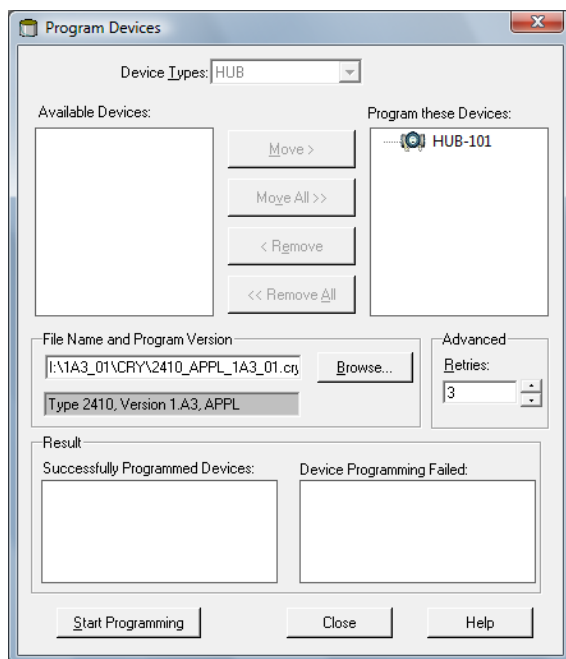 Program Devices
Device Types: HUB
Available Devices:
Program these Devices:
HUB-101
Move >
Move All >>
< Remove
<< Remove All
File Name and Program Version
I:\1A3_01\CRY\2410_APPL_1A3_01.cry
Browse...
Type 2410, Version 1.A3, APPL
Advanced
Retries:
3
Result
Successfully Programmed Devices:
Device Programming Failed:
Start Programming
Close
Help